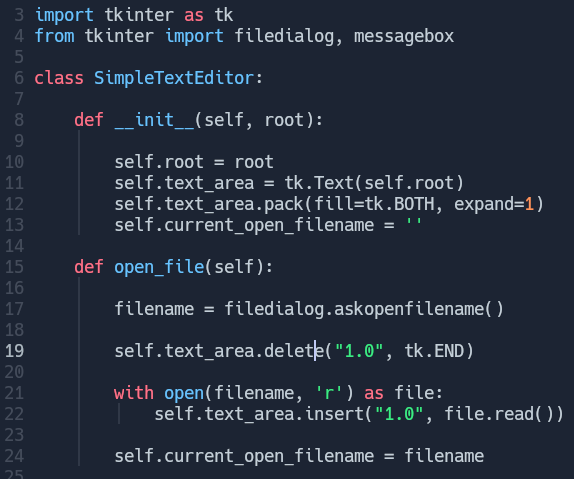 3 import tkinter as tk
4 from tkinter import filedialog, messagebox
5
6 class SimpleTextEditor:
7
8     def __init__(self, root):
9
10         self.root = root
11         self.text_area = tk.Text(self.root)
12         self.text_area.pack(fill=tk.BOTH, expand=1)
13         self.current_open_filename = ''
14
15     def open_file(self):
16
17         filename = filedialog.askopenfilename()
18
19         self.text_area.delete("1.0", tk.END)
20
21         with open(filename, 'r') as file:
22             self.text_area.insert("1.0", file.read())
23
24         self.current_open_filename = filename
25